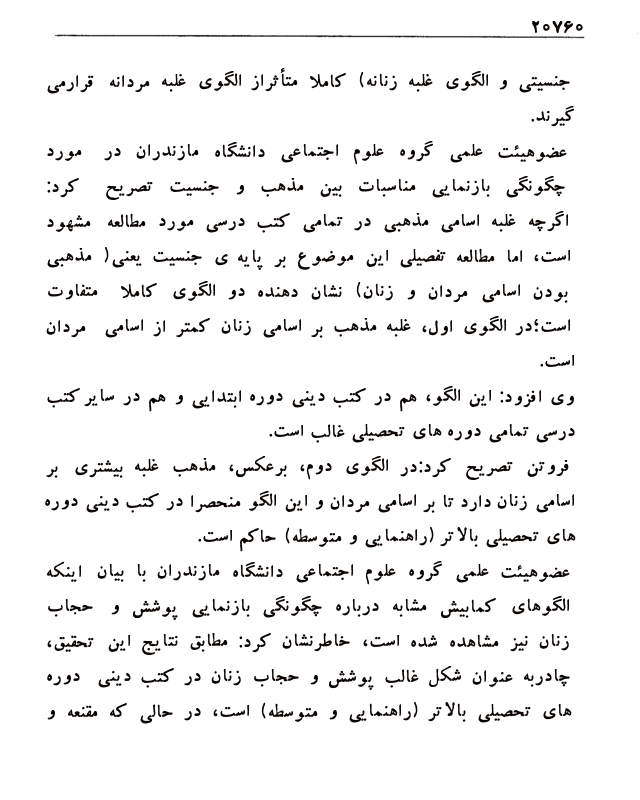 ۲۰۷۶۰
جنسیتی و الگوی غلبه زنانه) کاملا متأثراز الگوی غلبه مردانه قرارمی
گیرند.
عضوهیئت علمی گروه علوم اجتماعی دانشگاه مازندران در مورد
چگونگی بازنمایی مناسبات بین مذهب و جنسیت تصریح کرد:
اگرچه غلبه اسامی مذهبی در تمامی کتب درسی مورد مطالعه مشهود
است، اما مطالعه تفصیلی این موضوع بر پایه ی جنسیت یعنی( مذهبی
بودن اسامی مردان و زنان) نشان دهنده دو الگوی کاملا متفاوت
است؛در الگوی اول، غلبه مذهب بر اسامی زنان کمتر از اسامی مردان
است.
وی افزود: این الگو، هم در کتب دینی دوره ابتدایی و هم در سایرکتب
درسی تمامی دوره های تحصیلی غالب است.
فروتن تصریح کرد:در الگوی دوم، برعکس، مذهب غلبه بیشتری بر
اسامی زنان دارد تا بر اسامی مردان و این الگو منحصرا در کتب دینی دوره
های تحصیلی بالاتر (راهنمایی و متوسطه) حاکم است.
عضوهیئت علمی گروه علوم اجتماعی دانشگاه مازندران با بیان اینکه
الگوهای کمابیش مشابه درباره چگونگی بازنمایی پوشش و حجاب
زنان نیز مشاهده شده است، خاطرنشان کرد: مطابق نتایج این تحقیق،
چادربه عنوان شکل غالب پوشش و حجاب زنان در کتب دینی دوره
های تحصیلی بالاتر (راهنمایی و متوسطه) است، در حالی که مقنعه و